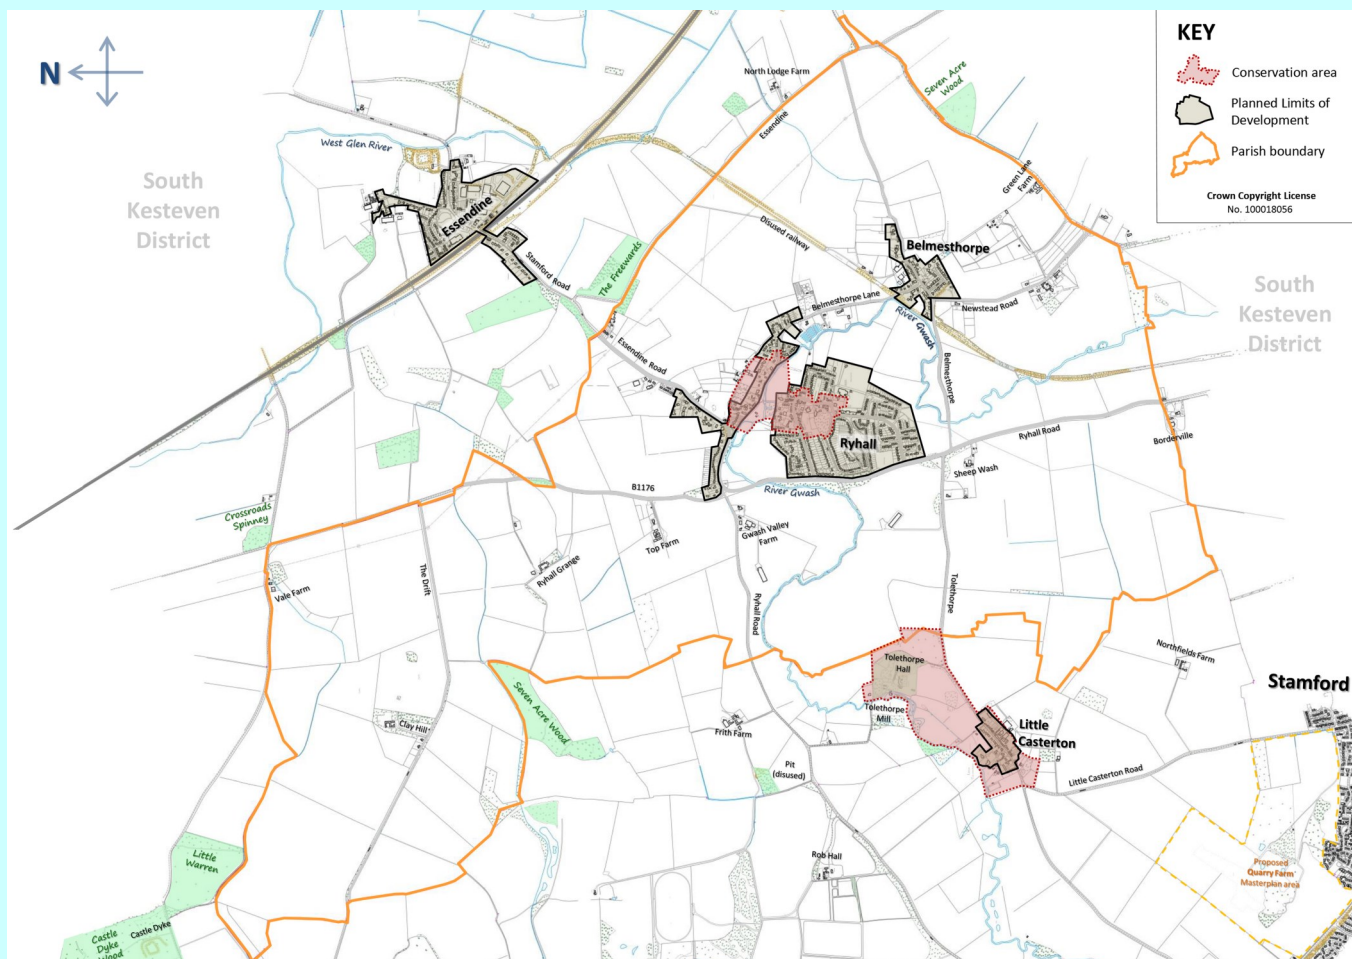 N
KEY
Conservation area
Planned Limits of
Development
Parish boundary
Crown Copyright License
No. 100018056
North Lodge Farm
Seven Acre
Wood
Essendine
West Glen River
South
Kesteven
District
Essendine
Green Lane
Farm
Disused railway
Belmesthorpe
Stamford Road
The Freewards
Belmesthorpe Lane
Newstead Road
River Gwash
South
Kesteven
District
Essendine Road
Belmesthorpe
Ryhall
Ryhall Road
Borderville
Sheep Wash
B1176
River Gwash
Crossroads
Spinney
Top Farm
Gwash Valley
Farm
Ryhall Grange
The Drift
Vale Farm
Ryhall Road
Tolethorpe
Northfields Farm
Tolethorpe
Hall
Seven Acre Wood
Stamford
Tolethorpe
Mill
Little
Casterton
Clay Hill
Frith Farm
Pit
(disused)
Little Casterton Road
Little
Warren
Rob Hall
Proposed
'Quarry Farm'
Masterplan area
Castle Dyke
Castle
Dyke
Wood